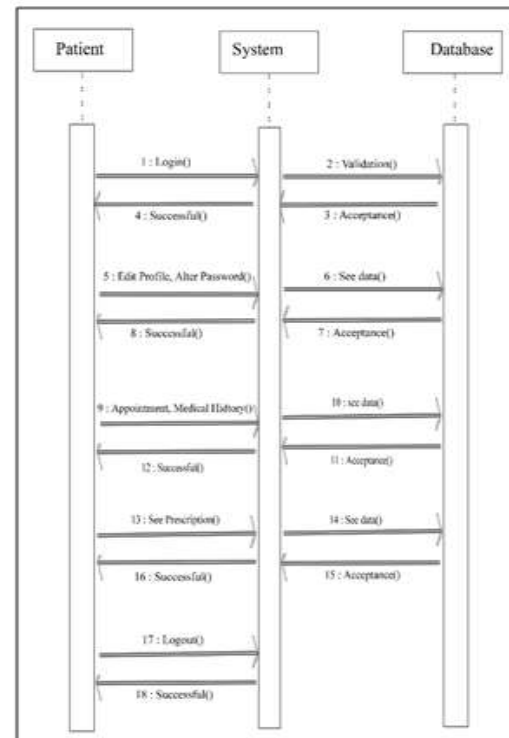 Patient
System
Database
1 : Login()
2 : Validation()
4 : Successful()
3 : Acceptance()
5 : Edit Profile, Alter Password()
6 : See data()
8 : Successful()
7 : Acceptance()
9 : Appointment, Medical Hidtory()
10 : see data()
12 : Successful()
11 : Acceptance()
13 : See Prescription()
14 : See data()
16 : Successful()
15 : Acceptance()
17 : Logout()
18 : Successful()